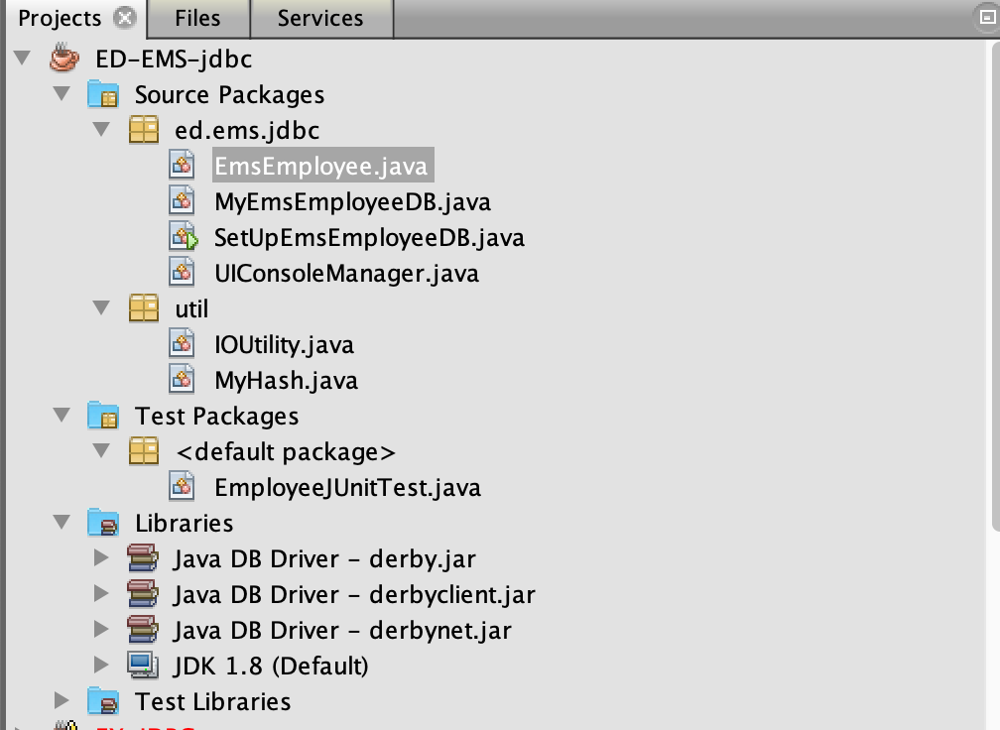 Projects Files Services
ED-EMS-jdbc
Source Packages
ed.ems.jdbc
EmsEmployee.java
MyEmsEmployeeDB.java
SetUpEmsEmployeeDB.java
UIConsoleManager.java
util
IOUtility.java
MyHash.java
Test Packages
<default package>
EmployeeJUnitTest.java
Libraries
Java DB Driver - derby.jar
Java DB Driver - derbyclient.jar
Java DB Driver - derbynet.jar
JDK 1.8 (Default)
Test Libraries